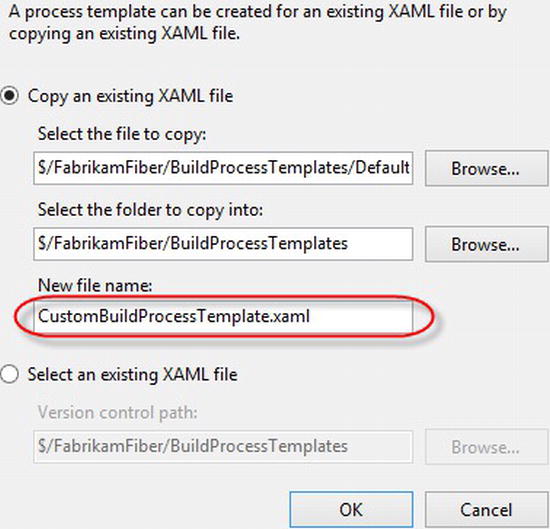 A process template can be created for an existing XAML file or by
copying an existing XAML file.
Copy an existing XAML file
Select the file to copy:
$/FabrikamFiber/BuildProcessTemplates/Default
Browse...
Select the folder to copy into:
$/FabrikamFiber/BuildProcessTemplates
Browse...
New file name:
CustomBuildProcessTemplate.xaml
Select an existing XAML file
Version control path:
$/FabrikamFiber/BuildProcessTemplates
Browse...
OK
Cancel